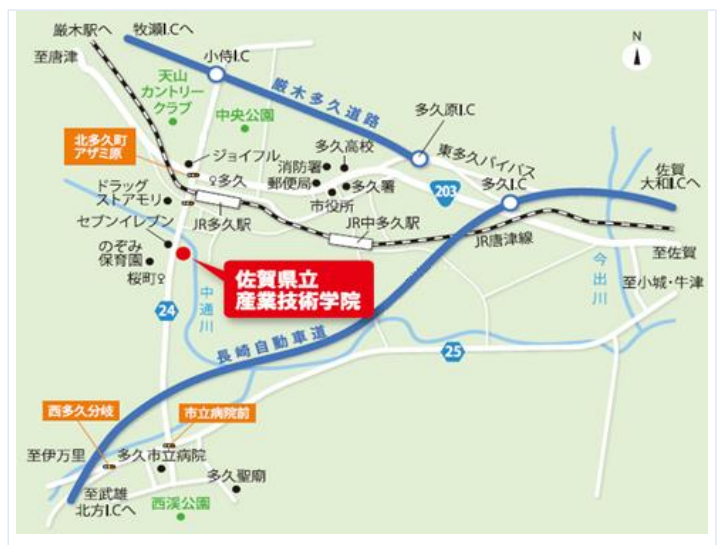 厳木駅へ
牧瀬I.Cへ
至唐津
小侍I.C
N
天山
カントリー
クラブ
中央公園
厳木多久道路
多久原I.C
北多久町
アザミ原
ジョイフル
多久高校
消防署
郵便局
多久署
市役所
東多久バイパス
佐賀
大和I.Cへ
多久I.C
203
多久
ドラッグ
ストアモリ
JR多久駅
JR中多久駅
JR唐津線
セブンイレブン
のぞみ
保育園
桜町
佐賀県立
産業技術学院
至佐賀
今出川
至小城・牛津
中通川
24
長崎自動車道
25
西多久分岐
市立病院前
至伊万里
多久市立病院
多久聖廟
至武雄
北方I.Cへ
西渓公園